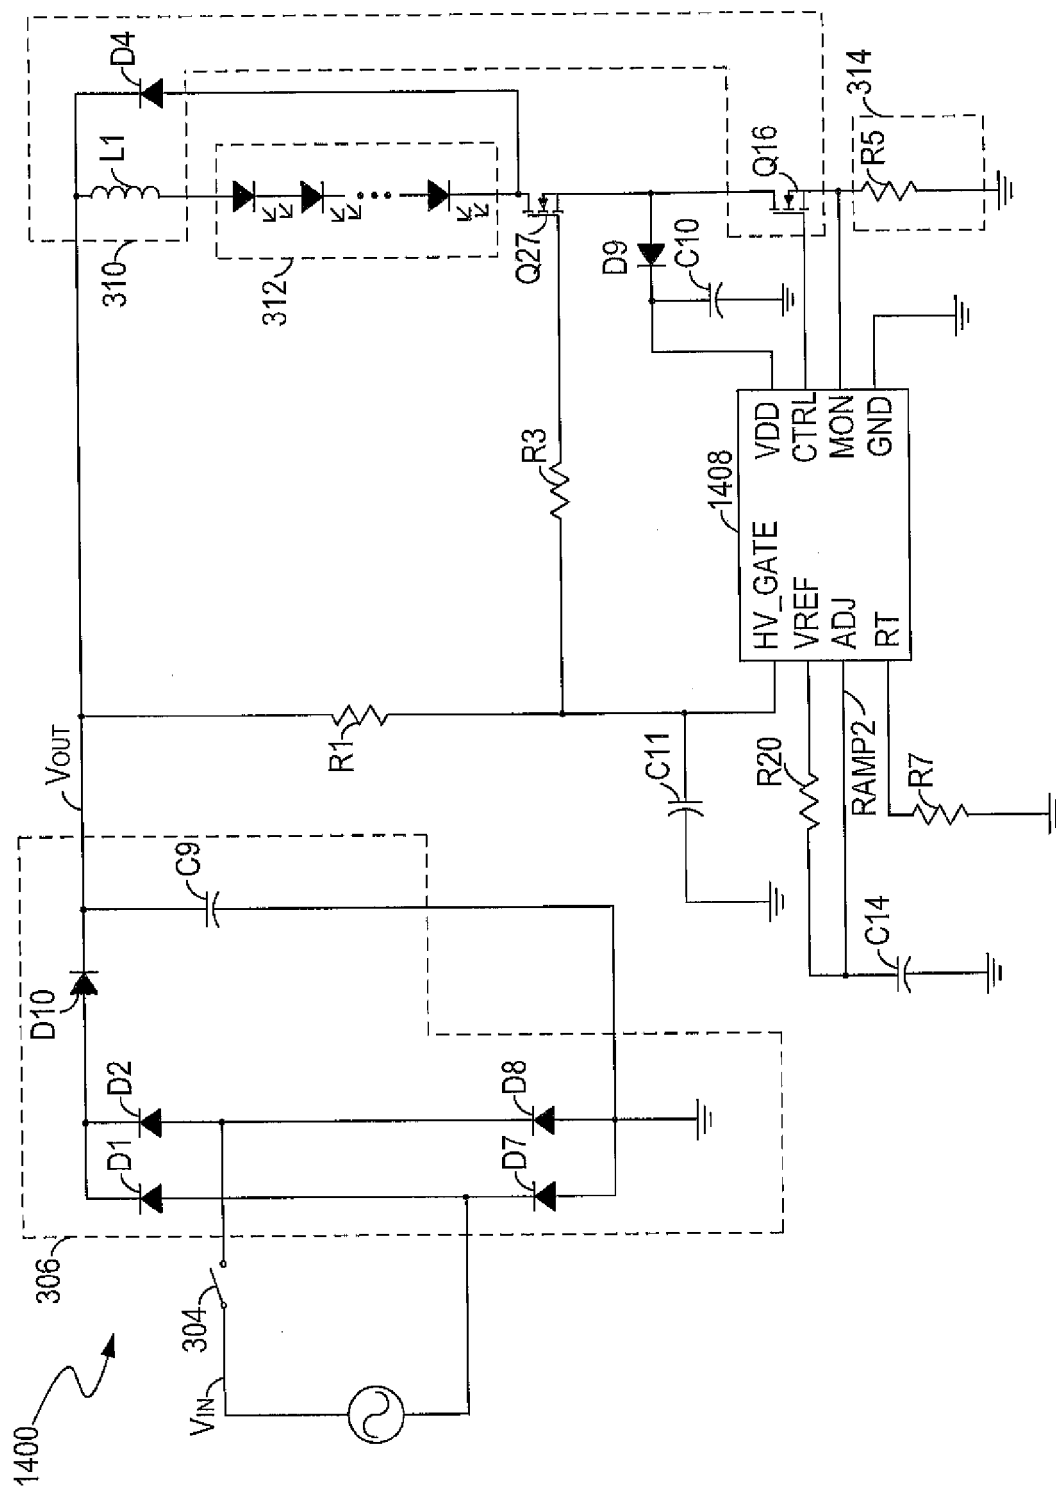 1400
VIN
304
306
D1
D2
D7
D8
D10
C9
VOUT
R1
R3
C11
310
L1
D4
312
Q27
D9
C10
Q16
314
R5
1408
HV_GATE
VREF
ADJ
RT
VDD
CTRL
MON
GND
R20
RAMP2
R7
C14